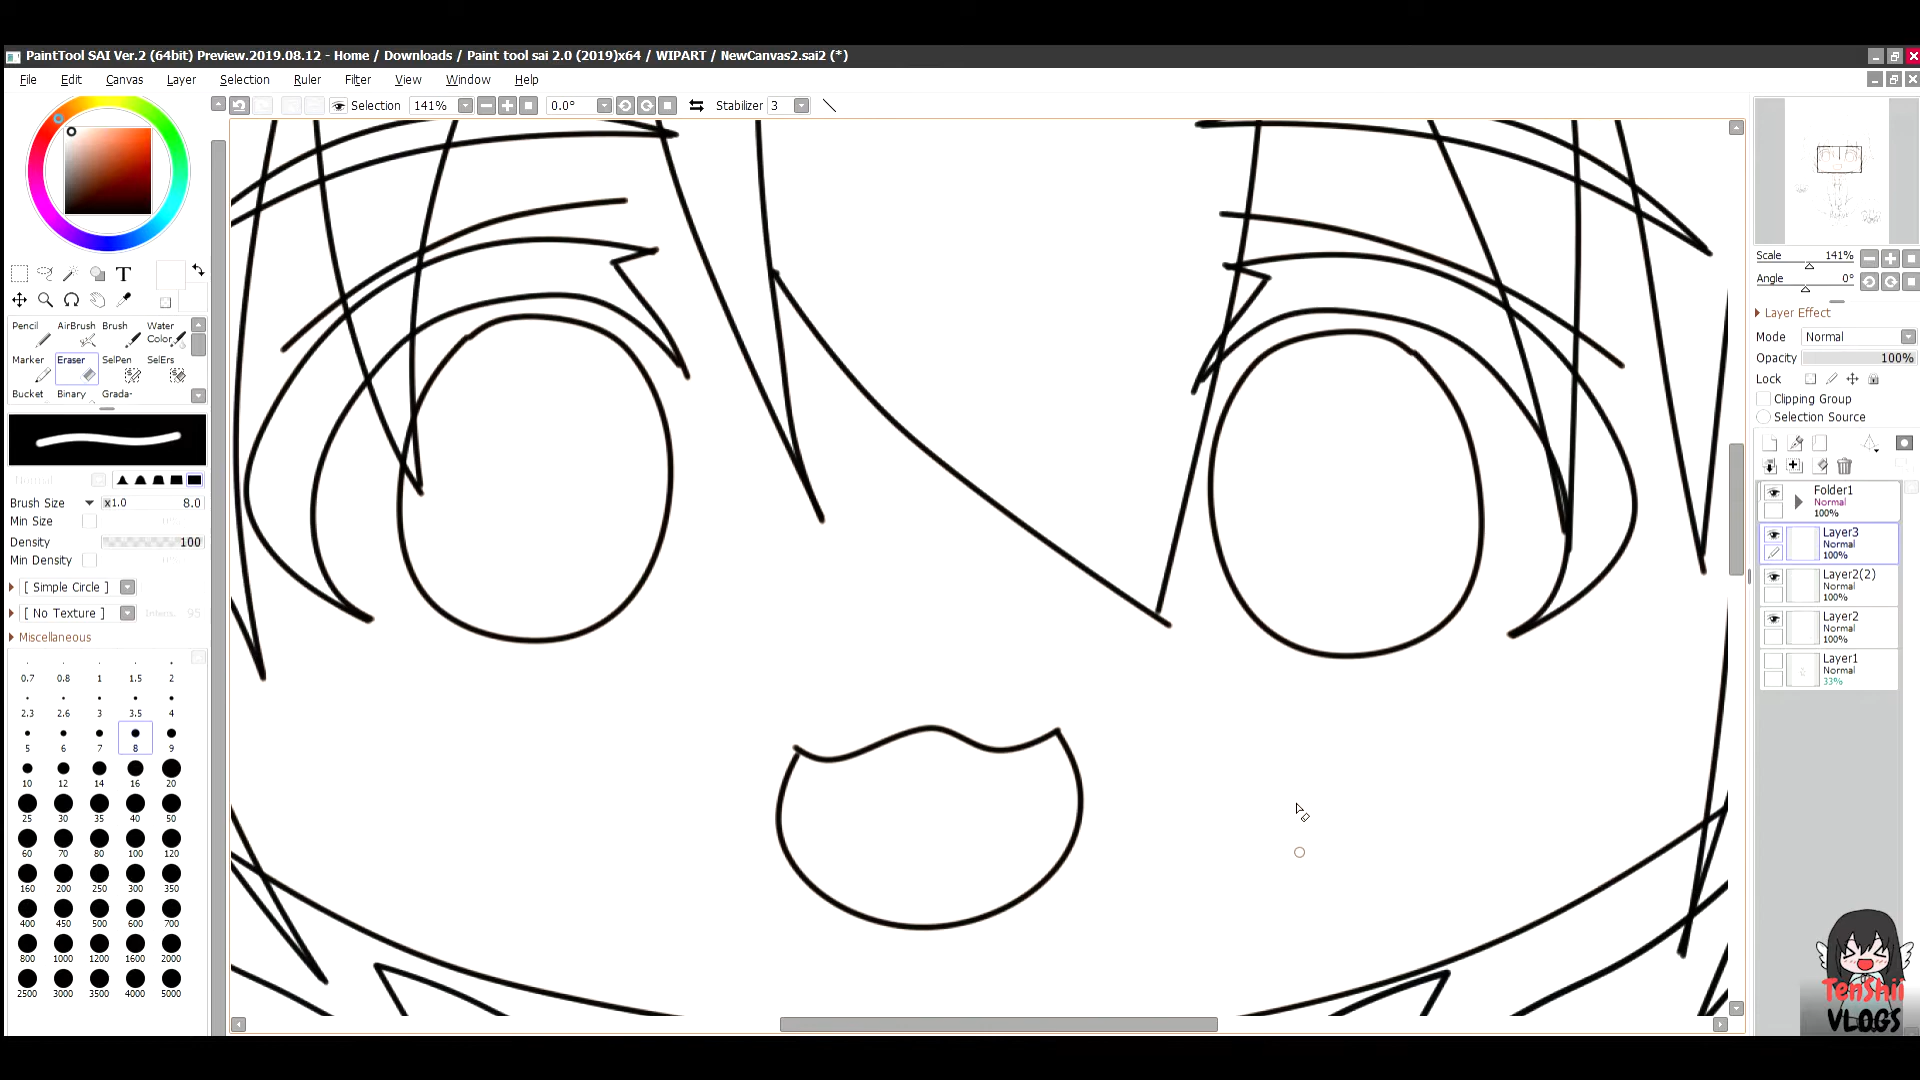 PaintTool SAI Ver.2 (64bit) Preview.2019.08.12 - Home / Downloads / Paint tool sai 2.0 (2019)x64 / WIPART / NewCanvas2.sai2 (*)
File Edit Canvas Layer Selection Ruler Filter View Window Help
Selection 141% 0.0° Stabilizer 3
T
Pencil AirBrush Brush Water Color
Marker Eraser SelPen SelErs
Bucket Binary Grada-
Normal
Brush Size x1.0 8.0
Min Size
Density 100
Min Density
[ Simple Circle ]
[ No Texture ] Intens. 95
Miscellaneous
0.7 0.8 1 1.5 2
2.3 2.6 3 3.5 4
5 6 7 8 9
10 12 14 16 20
25 30 35 40 50
60 70 80 100 120
160 200 250 300 350
400 450 500 600 700
800 1000 1200 1600 2000
2500 3000 3500 4000 5000
Scale 141%
Angle 0°
Layer Effect
Mode Normal
Opacity 100%
Lock
Clipping Group
Selection Source
Folder1
Normal
100%
Layer3
Normal
100%
Layer2(2)
Normal
100%
Layer2
Normal
100%
Layer1
Normal
33%
TenShii
VLOGS